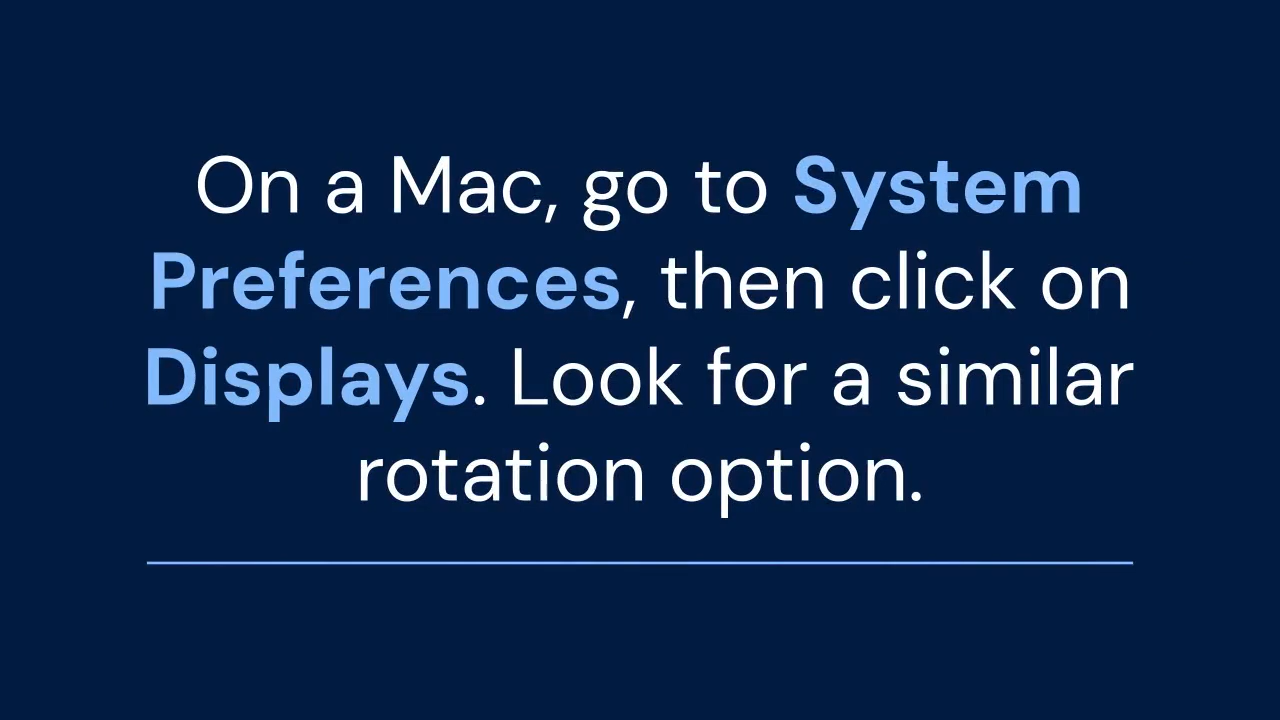 On a Mac, go to System
Preferences, then click on
Displays. Look for a similar
rotation option.